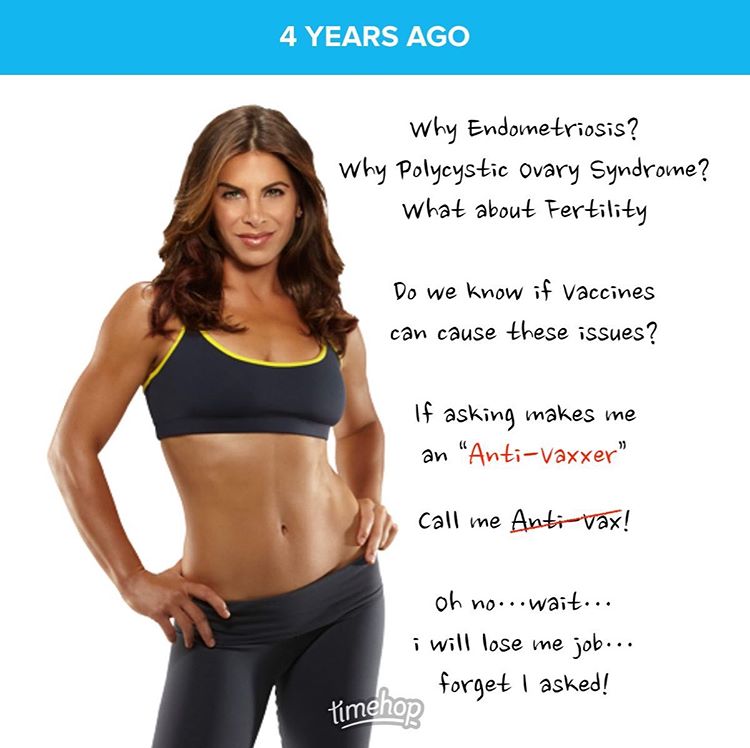 4 YEARS AGO
Why Endometriosis?
Why Polycystic Ovary Syndrome?
What about Fertility
Do we know if Vaccines
can cause these issues?
If asking makes me
an "Anti-vaxxer"
Call me Anti-vax!
Oh no...wait...
i will lose me job...
forget I asked!
timehop